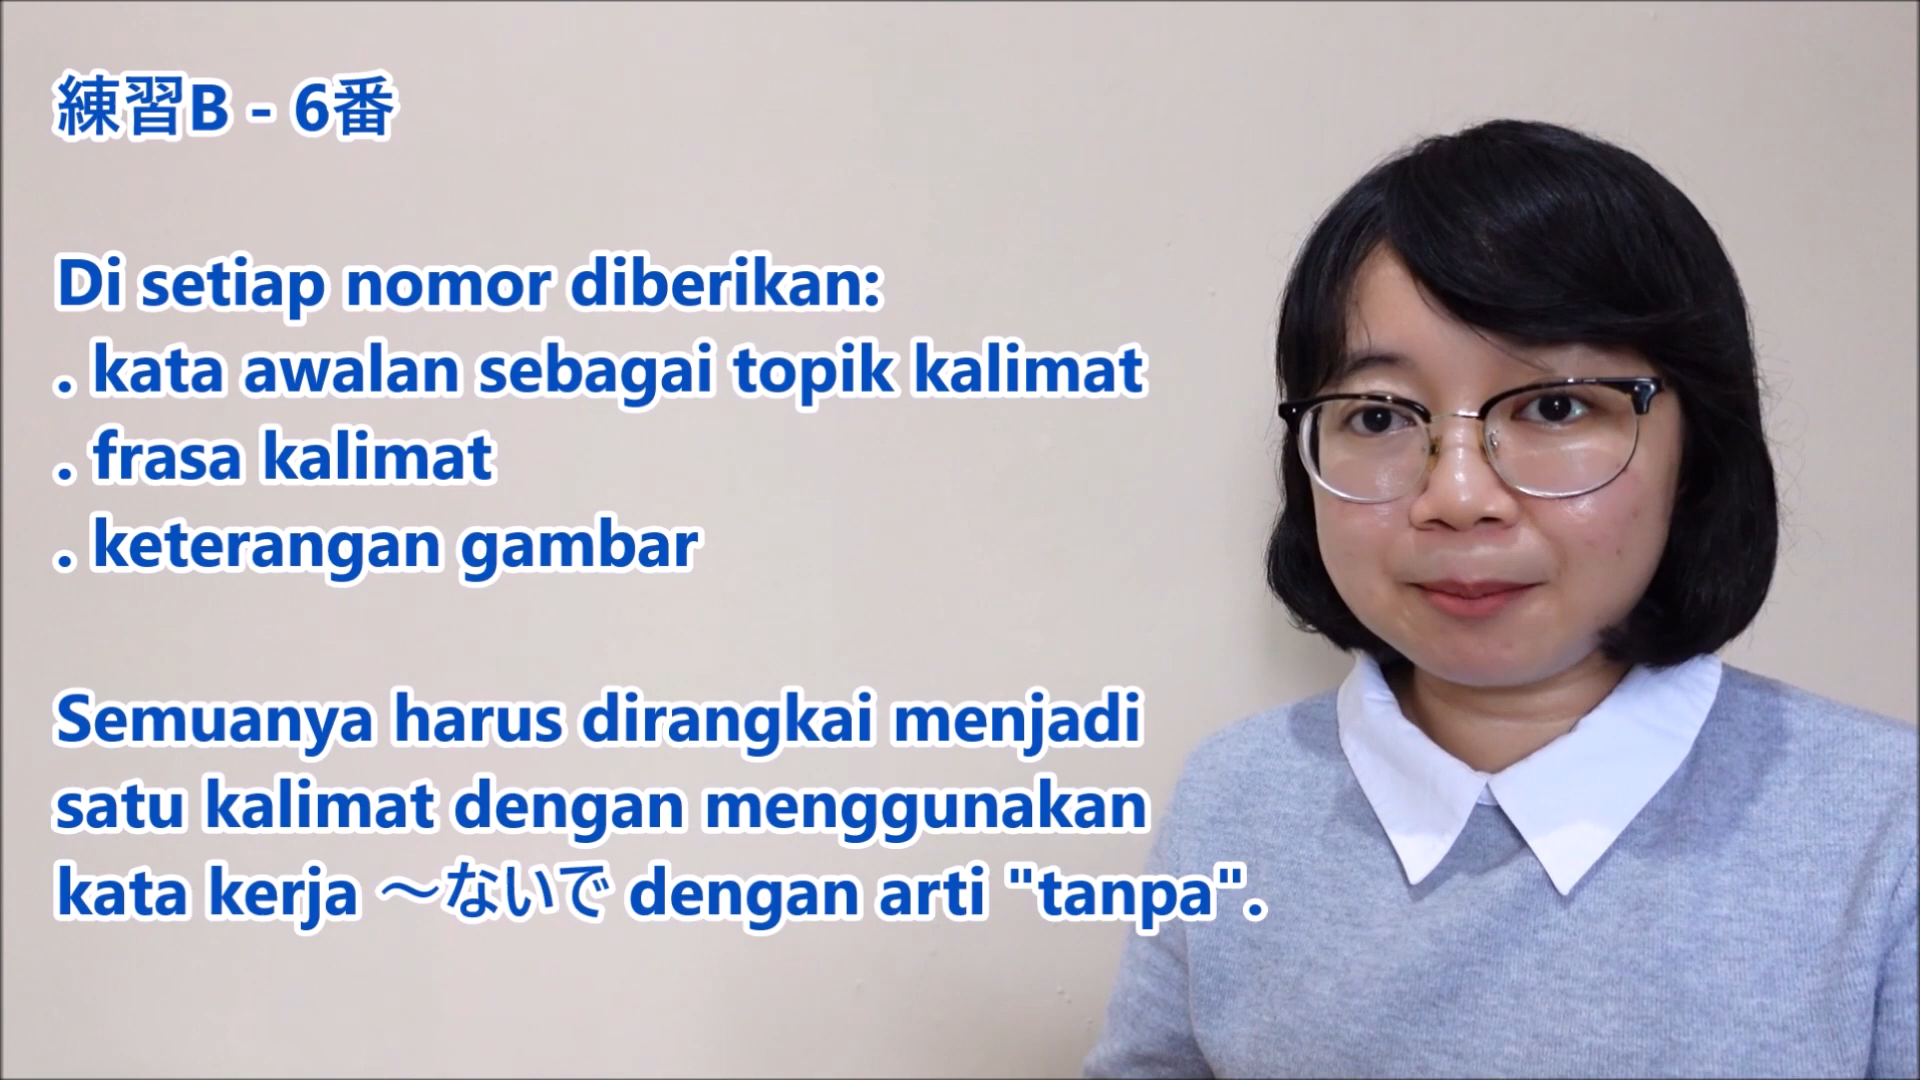 練習B - 6番
Di setiap nomor diberikan:
. kata awalan sebagai topik kalimat
. frasa kalimat
. keterangan gambar
Semuanya harus dirangkai menjadi
satu kalimat dengan menggunakan
kata kerja ～ないで dengan arti "tanpa".